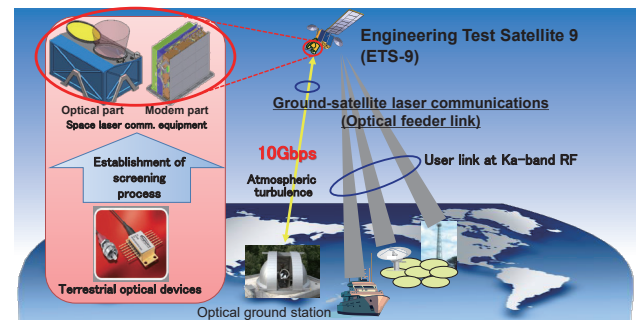 Engineering Test Satellite 9
(ETS-9)
Optical part
Modem part
Space laser comm. equipment
Ground-satellite laser communications
(Optical feeder link)
10Gbps
User link at Ka-band RF
Establishment of
screening
process
Atmospheric
turbulence
Terrestrial optical devices
Optical ground station